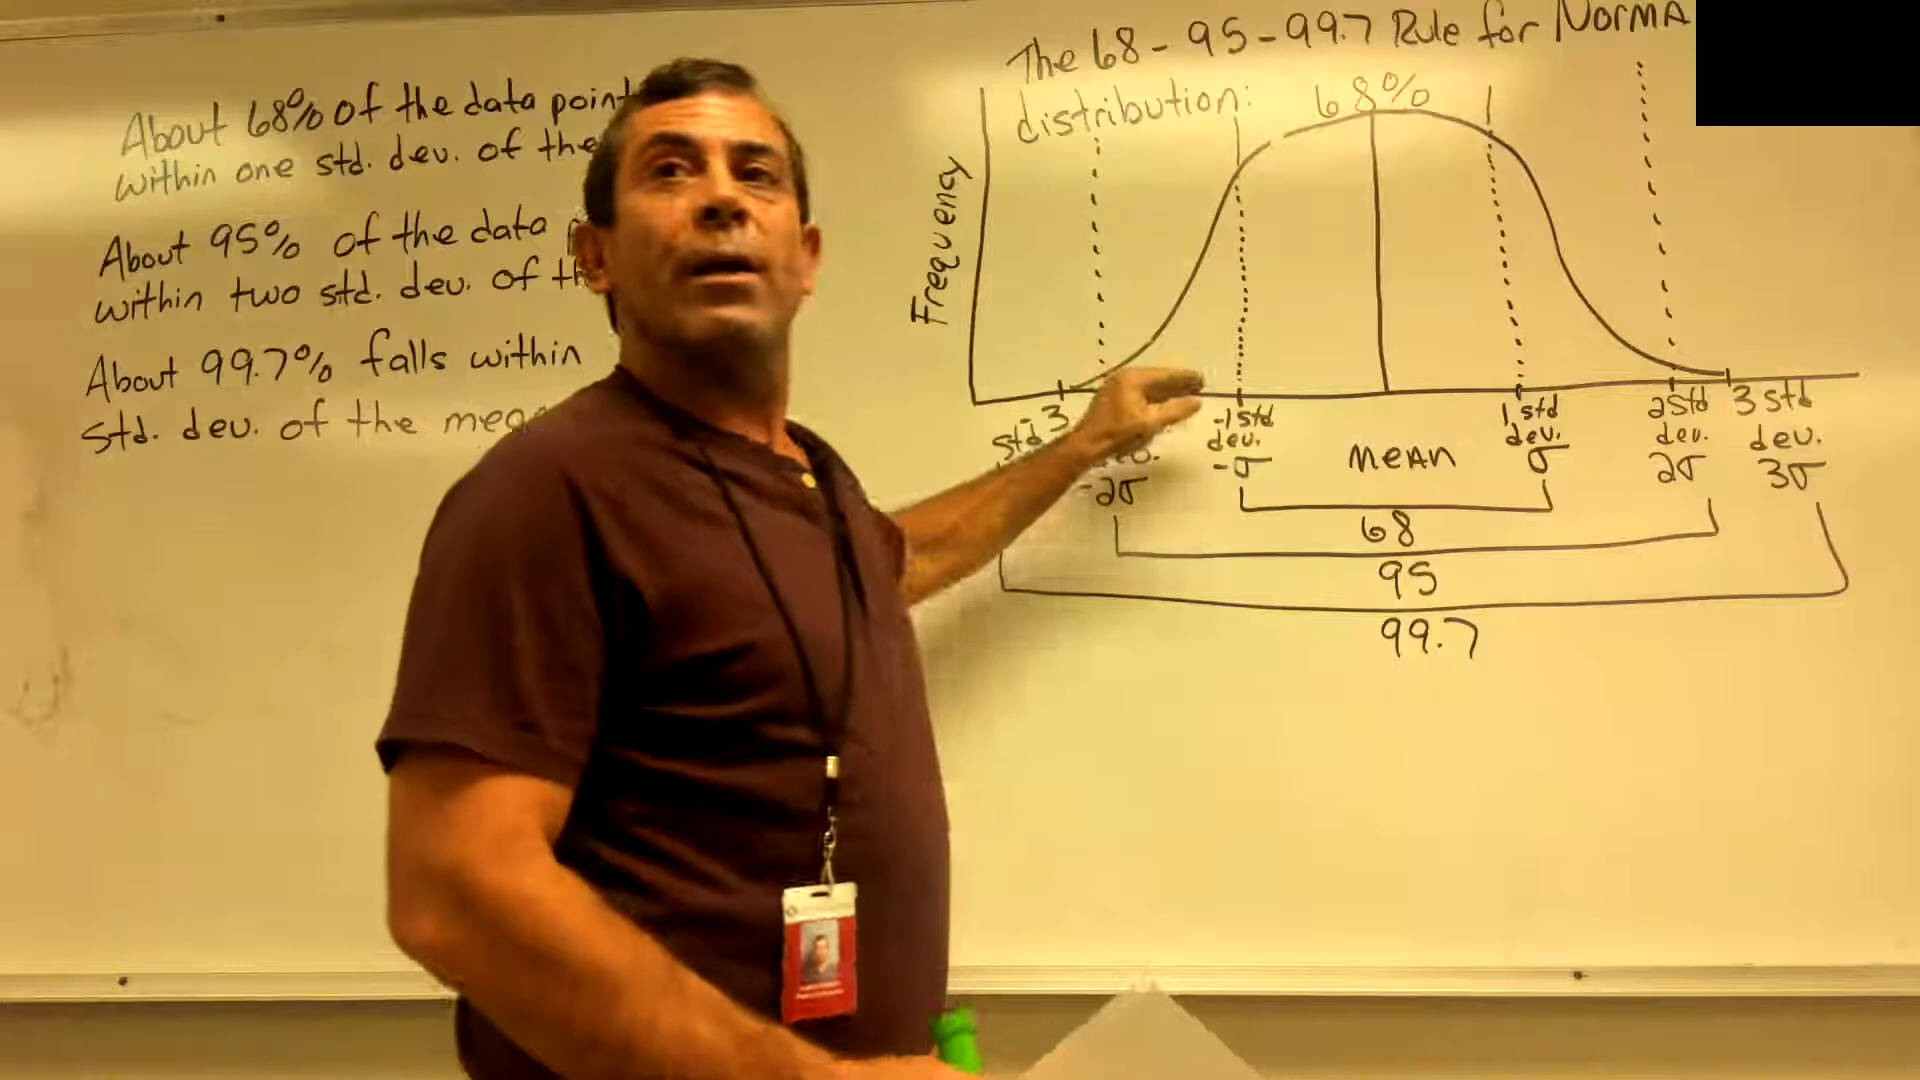 About 68% of the data point
within one std. dev. of the
About 95% of the data
within two std. dev. of th
About 99.7% falls within
std. dev. of the mea
The 68-95-99.7 Rule for NormA
distribution:
68%
Frequency
-3
std
-2σ
-1 std
dev.
-σ
MEAN
1 std
dev.
σ
2 std
dev.
2σ
3 std
dev.
3σ
68
95
99.7